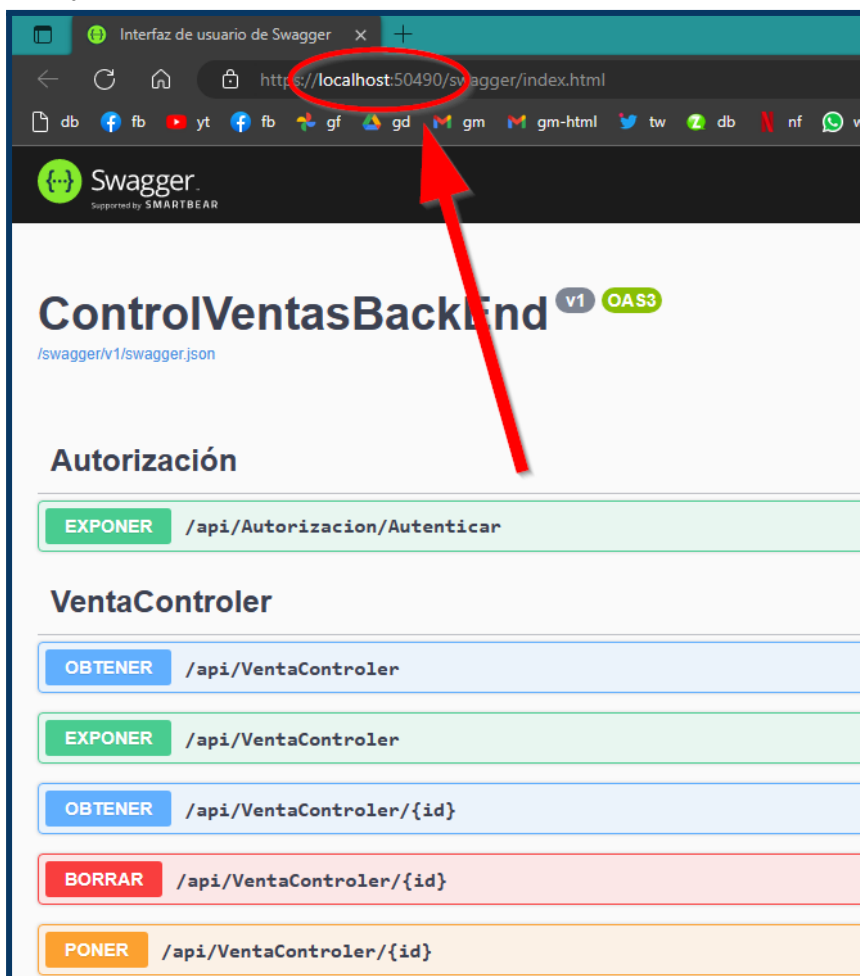 Interfaz de usuario de Swagger
https://localhost:50490/swagger/index.html
db fb yt fb gf gd gm gm-html tw db nf
Swagger.
Supported by SMARTBEAR
ControlVentasBackEnd v1 OAS3
/swagger/v1/swagger.json
Autorización
EXPONER /api/Autorizacion/Autenticar
VentaControler
OBTENER /api/VentaControler
EXPONER /api/VentaControler
OBTENER /api/VentaControler/{id}
BORRAR /api/VentaControler/{id}
PONER /api/VentaControler/{id}